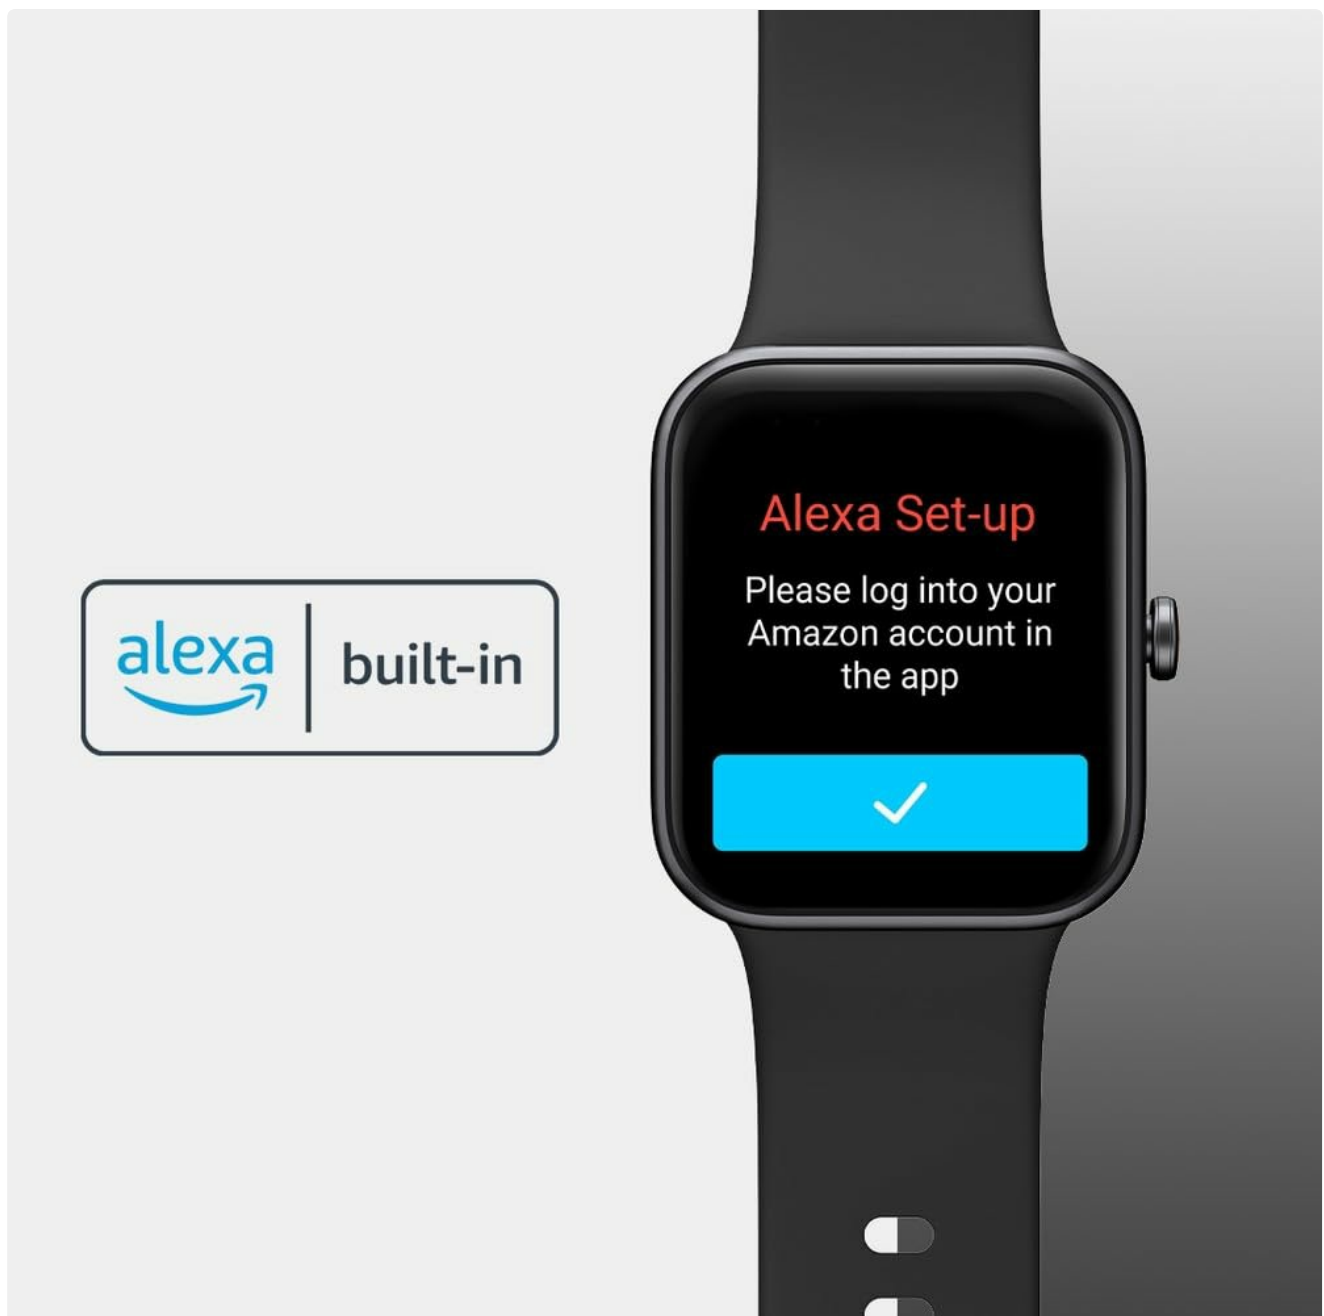 alexa | built-in
Alexa Set-up
Please log into your
Amazon account in
the app